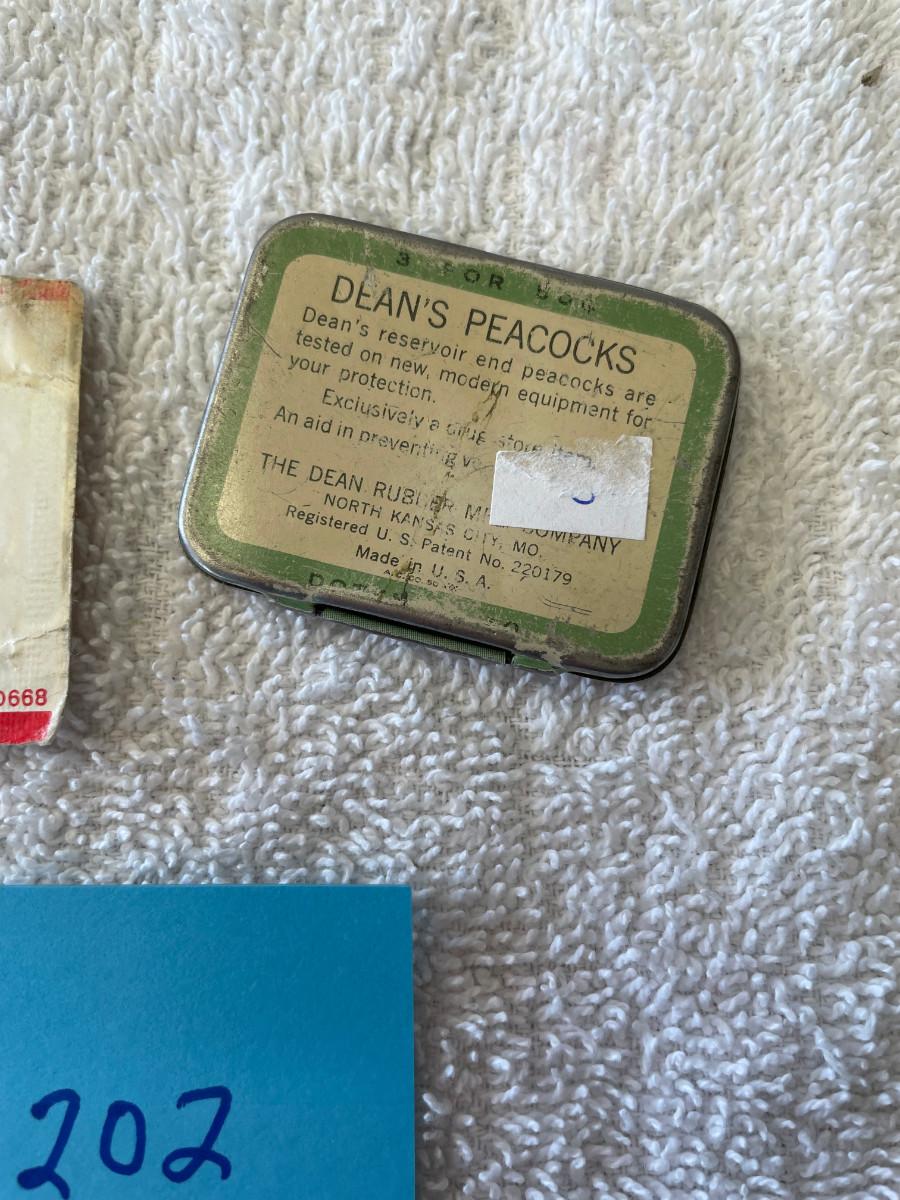 3 FOR
DEAN'S PEACOCKS
Dean's reservoir end peacocks are
tested on new, modern equipment for
your protection.
Exclusively a drug store item.
An aid in preventing
THE DEAN RUBBER COMPANY
NORTH KANSAS CITY, MO.
Registered U. S. Patent No. 220179
Made in U. S. A.
0668
202